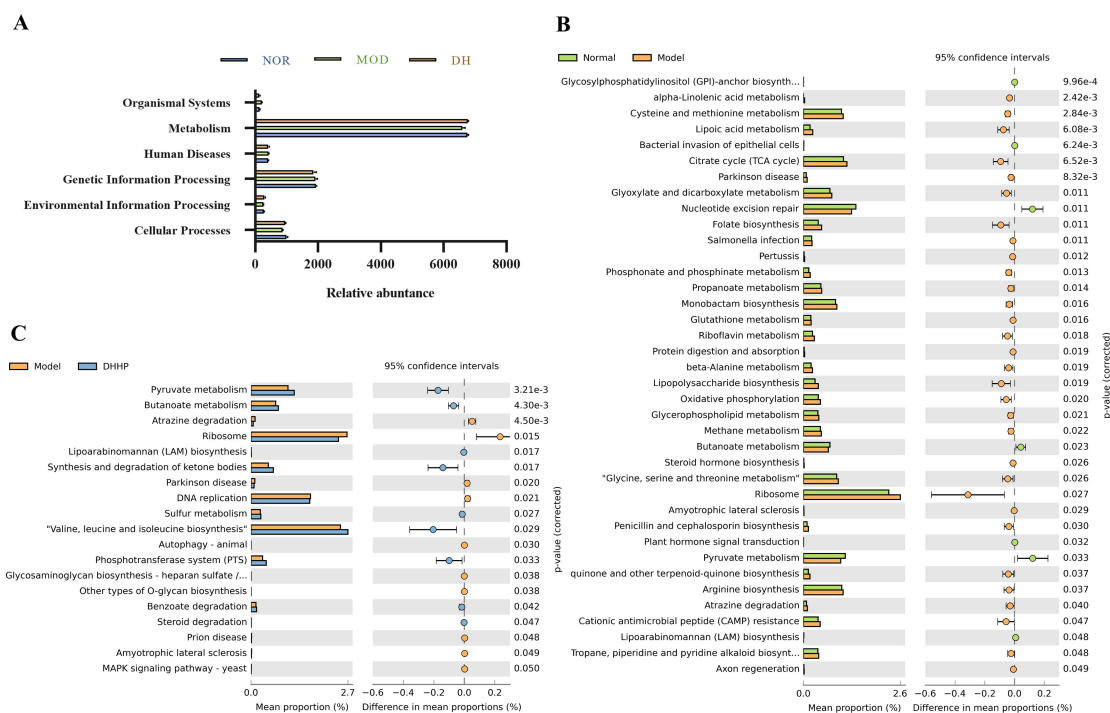 A
NOR MOD DH
Organismal Systems
Metabolism
Human Diseases
Genetic Information Processing
Environmental Information Processing
Cellular Processes
0 2000 4000 6000 8000
Relative abuntance
B
Normal Model
95% confidence intervals
Glycosylphosphatidylinositol (GPI)-anchor biosynth... 9.96e-4
alpha-Linolenic acid metabolism 2.42e-3
Cysteine and methionine metabolism 2.84e-3
Lipoic acid metabolism 6.08e-3
Bacterial invasion of epithelial cells 6.24e-3
Citrate cycle (TCA cycle) 6.52e-3
Parkinson disease 8.32e-3
Glyoxylate and dicarboxylate metabolism 0.011
Nucleotide excision repair 0.011
Folate biosynthesis 0.011
Salmonella infection 0.011
Pertussis 0.012
Phosphonate and phosphinate metabolism 0.013
Propanoate metabolism 0.014
Monobactam biosynthesis 0.016
Glutathione metabolism 0.016
Riboflavin metabolism 0.018
Protein digestion and absorption 0.019
beta-Alanine metabolism 0.019
Lipopolysaccharide biosynthesis 0.019
Oxidative phosphorylation 0.020
Glycerophospholipid metabolism 0.021
Methane metabolism 0.022
Butanoate metabolism 0.023
Steroid hormone biosynthesis 0.026
"Glycine, serine and threonine metabolism" 0.026
Ribosome 0.027
Amyotrophic lateral sclerosis 0.029
Penicillin and cephalosporin biosynthesis 0.030
Plant hormone signal transduction 0.032
Pyruvate metabolism 0.033
quinone and other terpenoid-quinone biosynthesis 0.037
Arginine biosynthesis 0.037
Atrazine degradation 0.040
Cationic antimicrobial peptide (CAMP) resistance 0.047
Lipoarabinomannan (LAM) biosynthesis 0.048
Tropane, piperidine and pyridine alkaloid biosynt... 0.048
Axon regeneration 0.049
0.0 2.6 −0.6 −0.4 −0.2 0.0 0.2
Mean proportion (%) Difference in mean proportions (%)
p-value (corrected)
C
Model DHHP
95% confidence intervals
Pyruvate metabolism 3.21e-3
Butanoate metabolism 4.30e-3
Atrazine degradation 4.50e-3
Ribosome 0.015
Lipoarabinomannan (LAM) biosynthesis 0.017
Synthesis and degradation of ketone bodies 0.017
Parkinson disease 0.020
DNA replication 0.021
Sulfur metabolism 0.027
"Valine, leucine and isoleucine biosynthesis" 0.029
Autophagy - animal 0.030
Phosphotransferase system (PTS) 0.033
Glycosaminoglycan biosynthesis - heparan sulfate /... 0.038
Other types of O-glycan biosynthesis 0.038
Benzoate degradation 0.042
Steroid degradation 0.047
Prion disease 0.048
Amyotrophic lateral sclerosis 0.049
MAPK signaling pathway - yeast 0.050
0.0 2.7 −0.6 −0.4 −0.2 0.0 0.2
Mean proportion (%) Difference in mean proportions (%)
p-value (corrected)